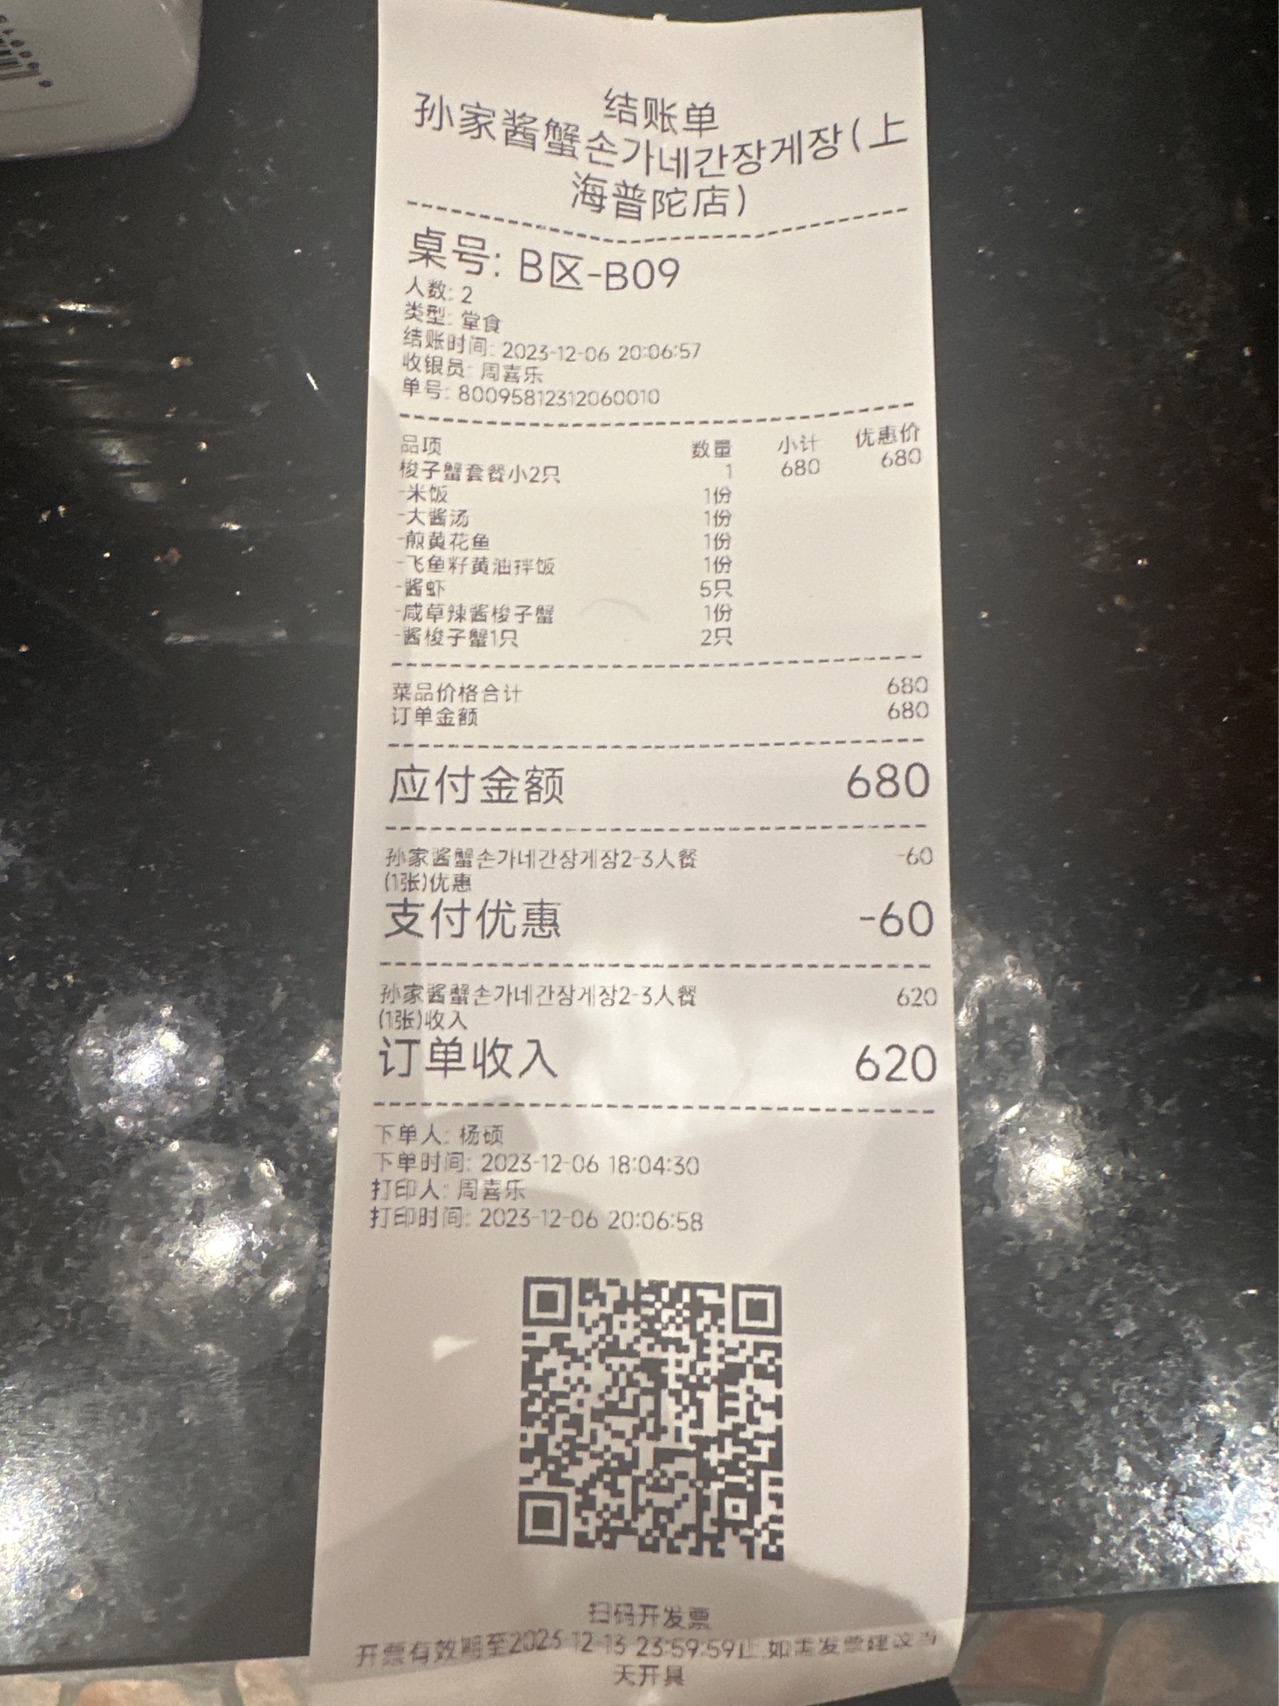 结账单
孙家酱蟹손가네간장게장(上
海普陀店)
桌号: B区-B09
人数: 2
类型: 堂食
结账时间: 2023-12-06 20:06:57
收银员: 周喜乐
单号: 80095812312060010
品项 数量 小计 优惠价
梭子蟹套餐小2只 1 680 680
-米饭 1份
-大酱汤 1份
-煎黄花鱼 1份
-飞鱼籽黄油拌饭 1份
-酱虾 5只
-咸草辣酱梭子蟹 1份
-酱梭子蟹1只 2只
菜品价格合计 680
订单金额 680
应付金额 680
孙家酱蟹손가네간장게장2-3人餐 -60
(1张)优惠
支付优惠 -60
孙家酱蟹손가네간장게장2-3人餐 620
(1张)收入
订单收入 620
下单人: 杨硕
下单时间: 2023-12-06 18:04:30
打印人: 周喜乐
打印时间: 2023-12-06 20:06:58
扫码开发票
开票有效期至2023-12-13 23:59:59止.如需发票建议当
天开具